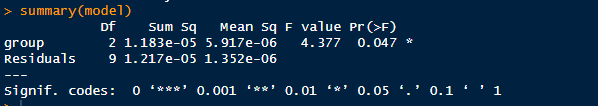 > summary(model)
Df Sum Sq Mean Sq F value Pr(>F)
group 2 1.183e-05 5.917e-06 4.377 0.047 *
Residuals 9 1.217e-05 1.352e-06
---
Signif. codes: 0 ‘***’ 0.001 ‘**’ 0.01 ‘*’ 0.05 ‘.’ 0.1 ‘ ’ 1
>